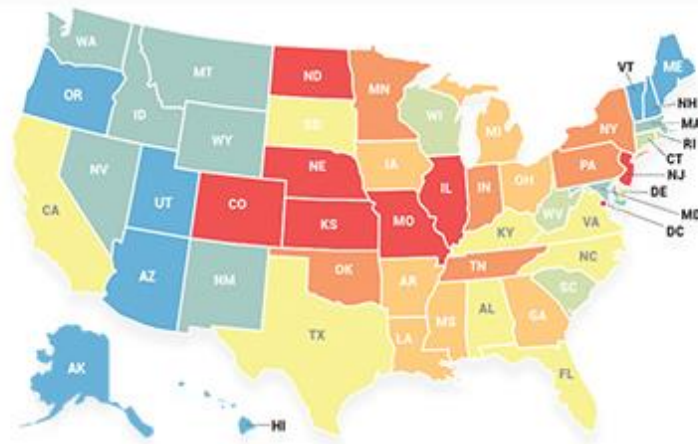 WA
MT
ND
MN
VT
ME
OR
ID
WY
SD
WI
MI
NY
NH
MA
RI
CT
NJ
DE
DC
NV
UT
CO
NE
KS
IA
MO
IL
IN
OH
PA
CA
AZ
NM
OK
AR
KY
WV
VA
NC
TN
SC
TX
LA
MS
AL
GA
FL
AK
HI